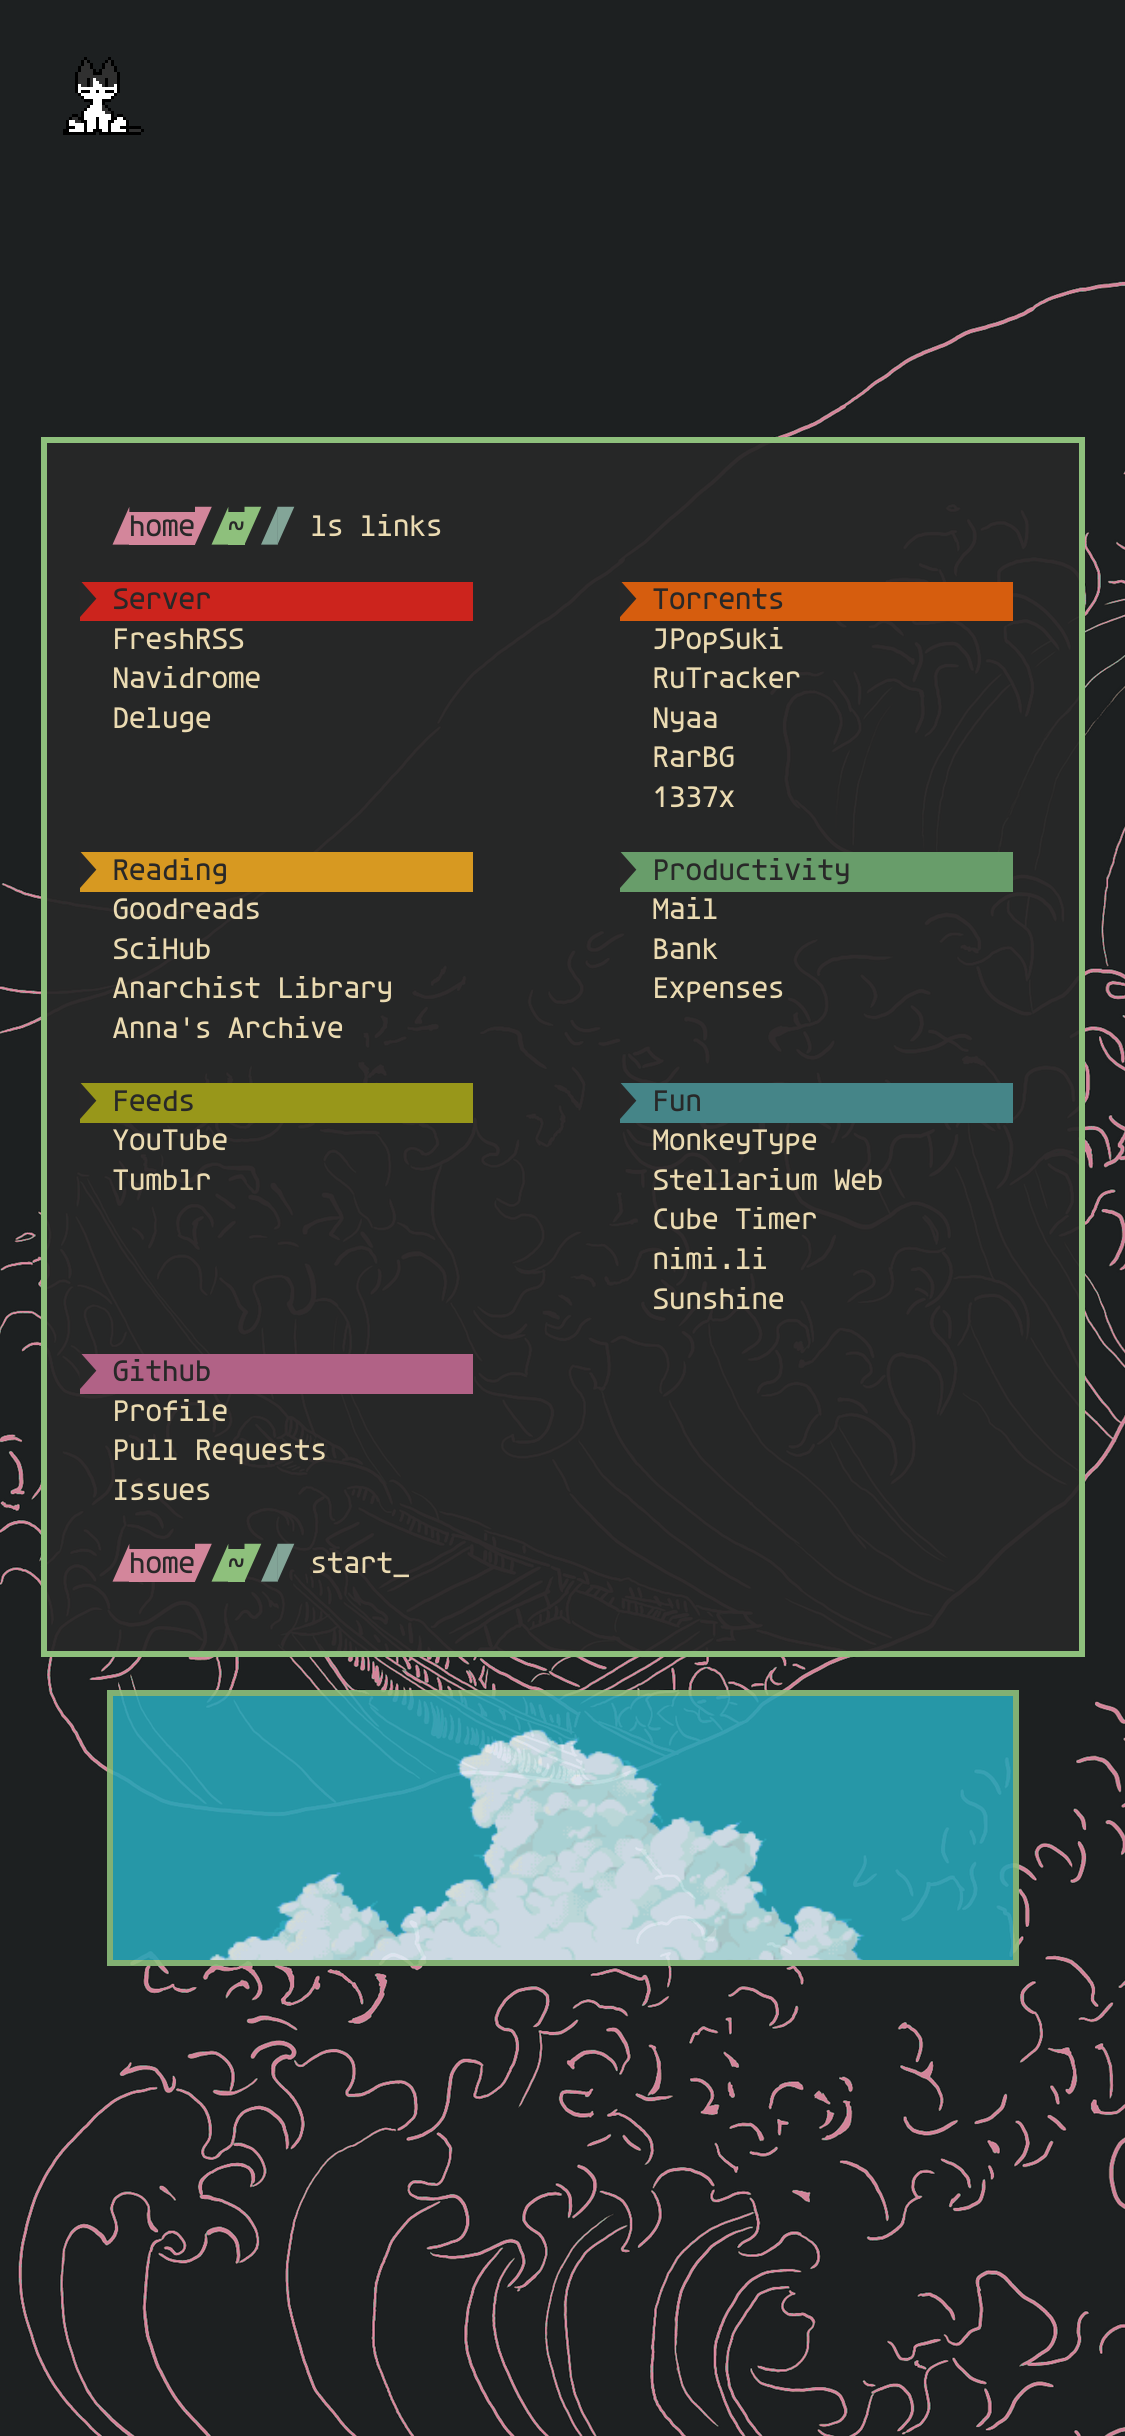 home ~ ls links
Server
FreshRSS
Navidrome
Deluge
Torrents
JPopSuki
RuTracker
Nyaa
RarBG
1337x
Reading
Goodreads
SciHub
Anarchist Library
Anna's Archive
Productivity
Mail
Bank
Expenses
Feeds
YouTube
Tumblr
Fun
MonkeyType
Stellarium Web
Cube Timer
nimi.li
Sunshine
Github
Profile
Pull Requests
Issues
home ~ start_